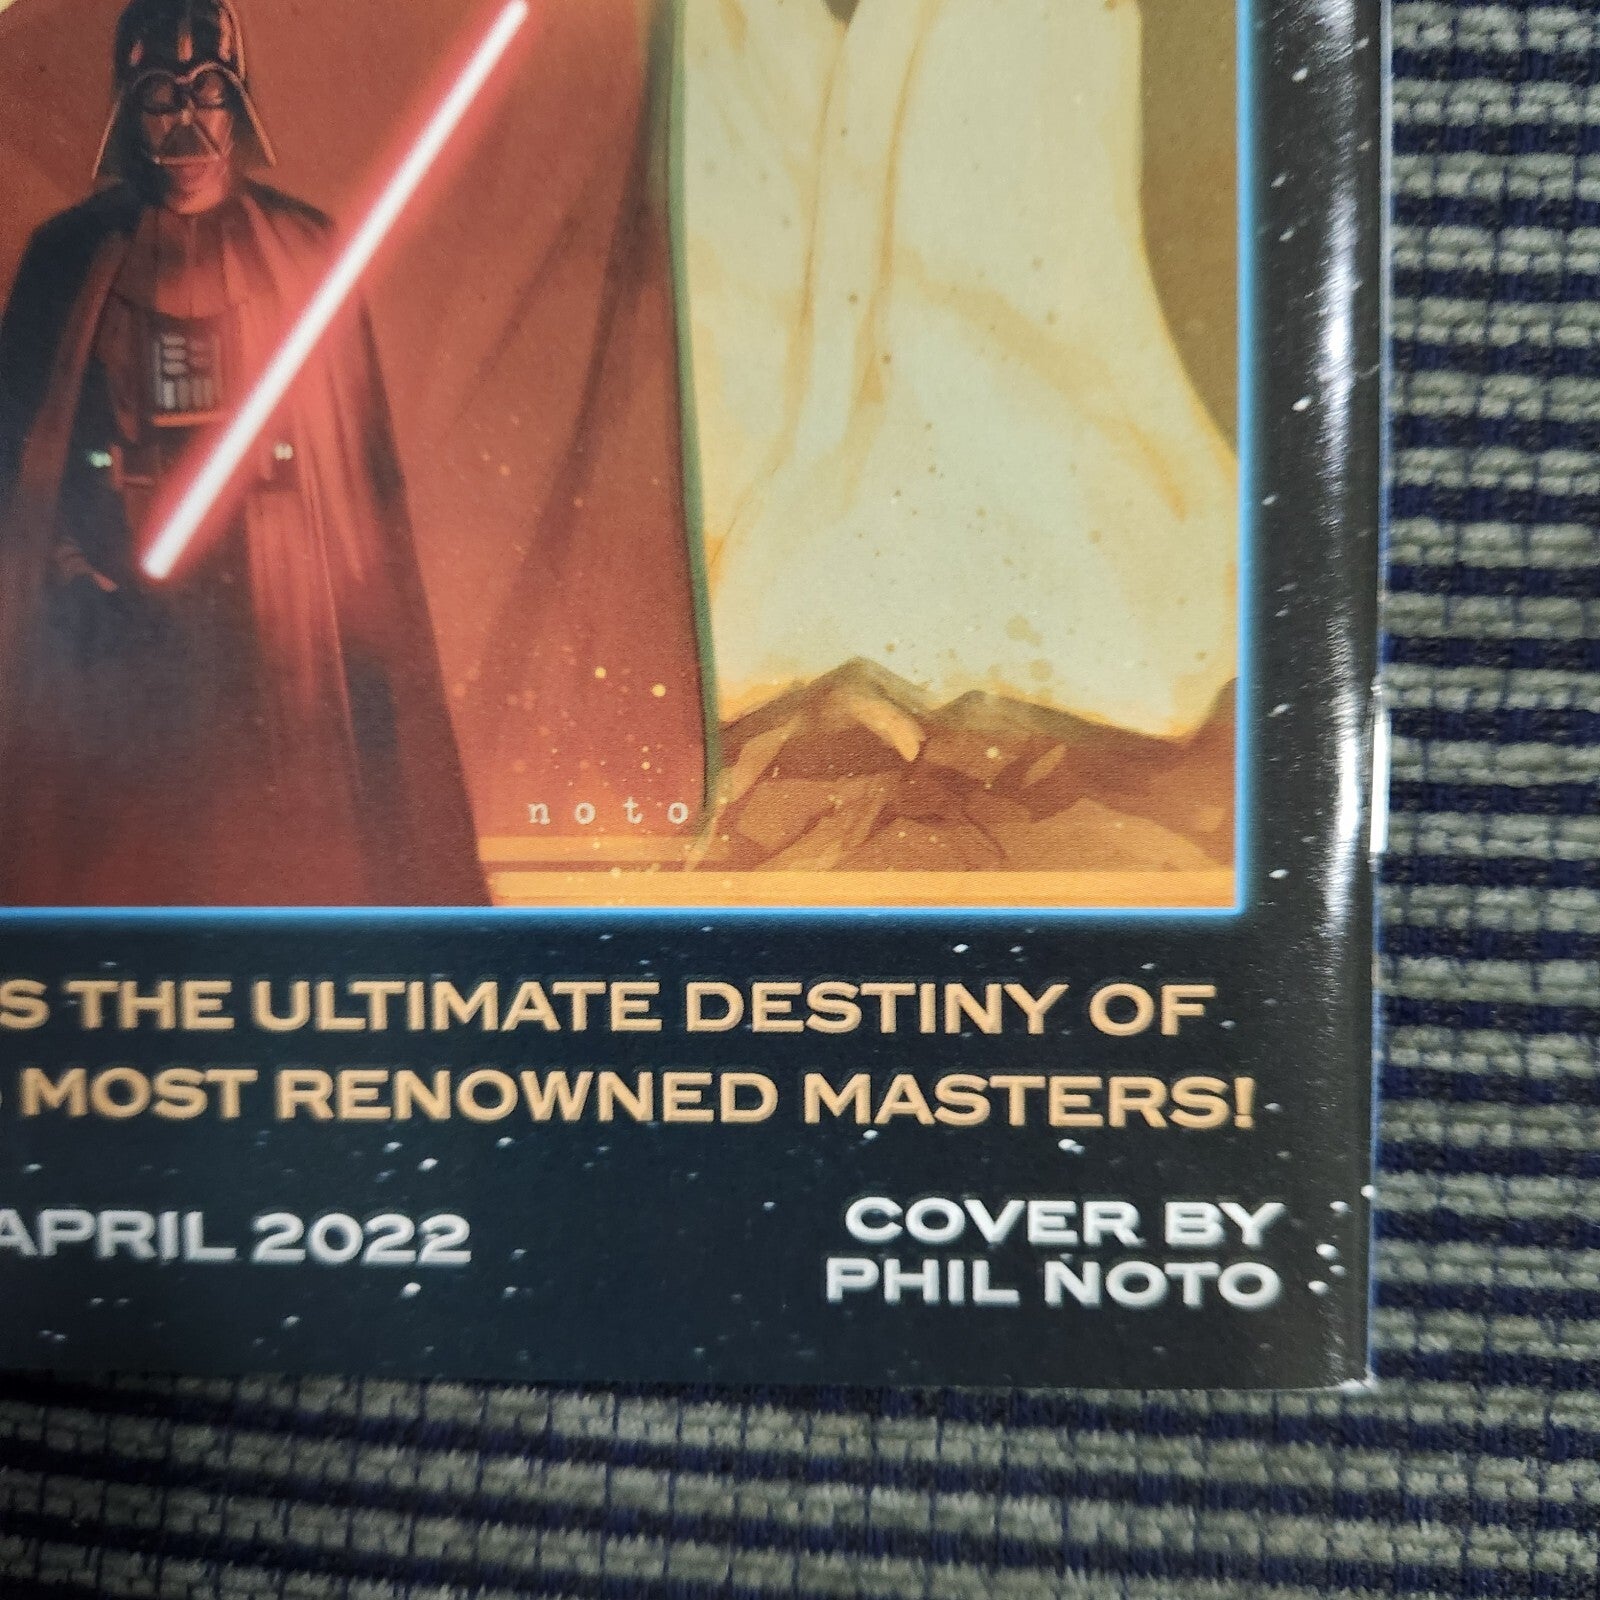 noto
THE ULTIMATE DESTINY OF
MOST RENOWNED MASTERS!
APRIL 2022
COVER BY
PHIL NOTO